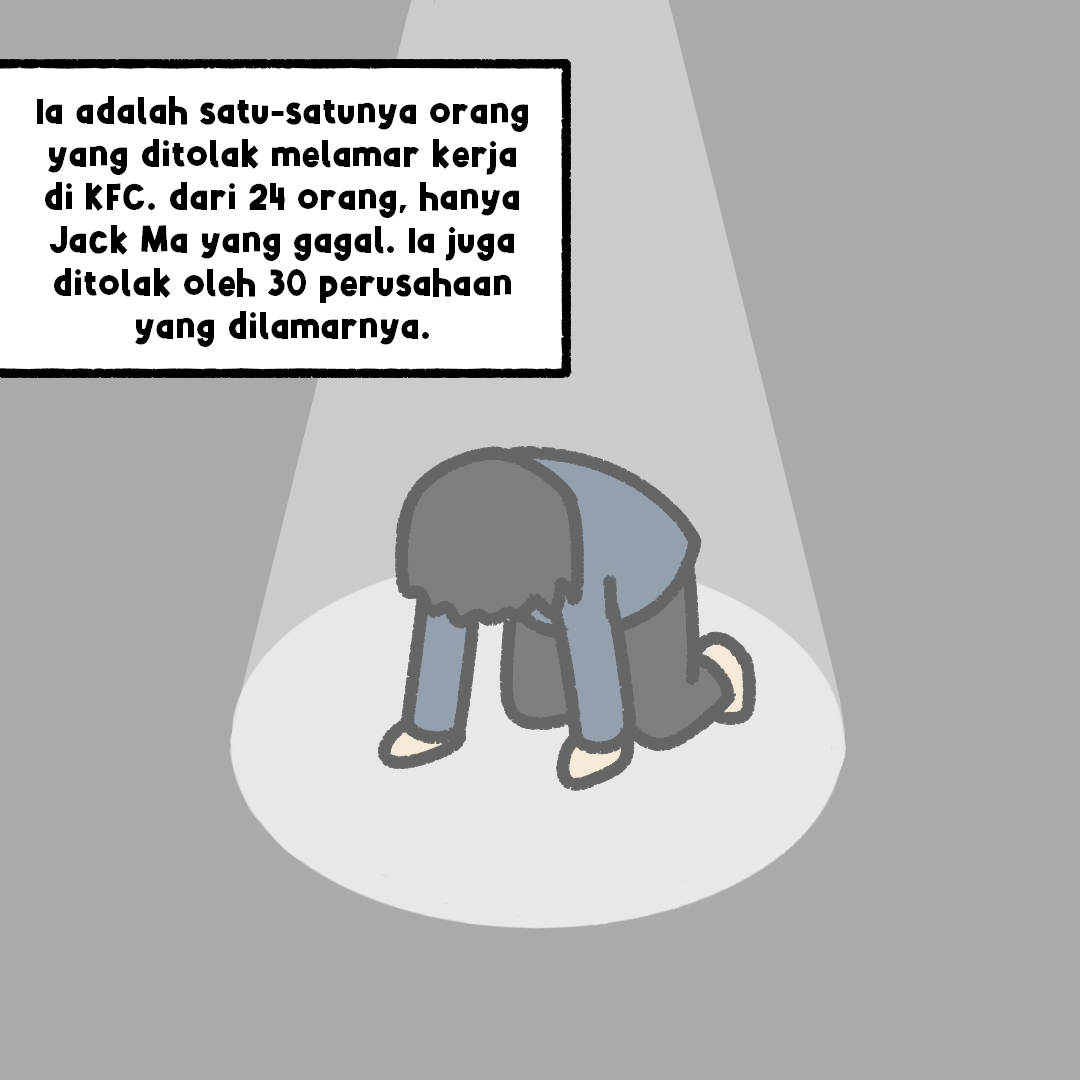 Ia adalah satu-satunya orang
yang ditolak melamar kerja
di KFC. dari 24 orang, hanya
Jack Ma yang gagal. Ia juga
ditolak oleh 30 perusahaan
yang dilamarnya.